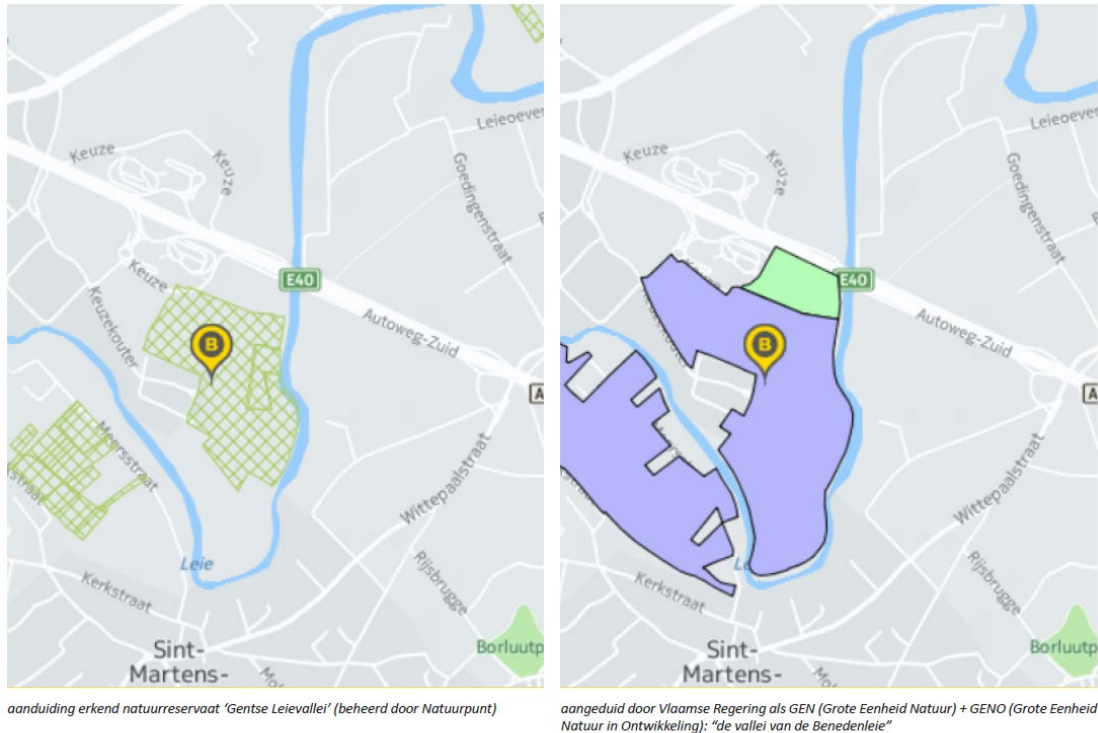 Leieoever
Keuze
Keuze
Goedingenstraat
Keuze
E40
Keuzekouter
B
Autoweg-Zuid
A
Meersstraat
Wittepaalstraat
Leie
Rijsbrugge
Kerkstraat
Sint-
Martens-
Borluutp
aanduiding erkend natuurreservaat ‘Gentse Leievallei’ (beheerd door Natuurpunt)
Leieoever
Keuze
Keuze
Goedingenstraat
E40
B
Autoweg-Zuid
A
Wittepaalstraat
Rijsbrugge
Kerkstraat
Sint-
Martens-
Borluutp
aangeduid door Vlaamse Regering als GEN (Grote Eenheid Natuur) + GENO (Grote Eenheid
Natuur in Ontwikkeling): “de vallei van de Benedenleie”